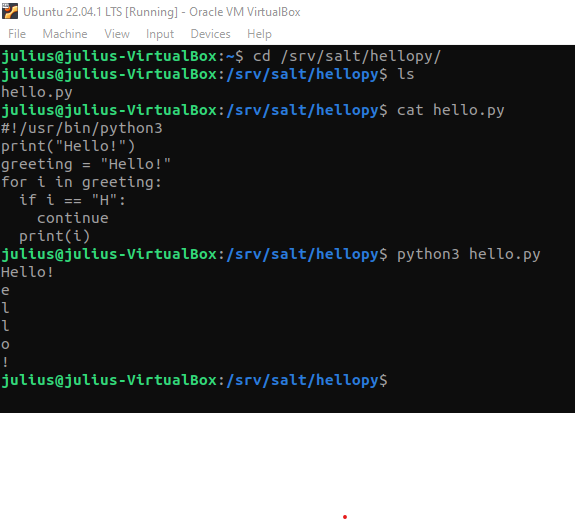 Ubuntu 22.04.1 LTS [Running] - Oracle VM VirtualBox
File Machine View Input Devices Help
julius@julius-VirtualBox:~$ cd /srv/salt/hellopy/
julius@julius-VirtualBox:/srv/salt/hellopy$ ls
hello.py
julius@julius-VirtualBox:/srv/salt/hellopy$ cat hello.py
#!/usr/bin/python3
print("Hello!")
greeting = "Hello!"
for i in greeting:
  if i == "H":
    continue
  print(i)
julius@julius-VirtualBox:/srv/salt/hellopy$ python3 hello.py
Hello!
e
l
l
o
!
julius@julius-VirtualBox:/srv/salt/hellopy$